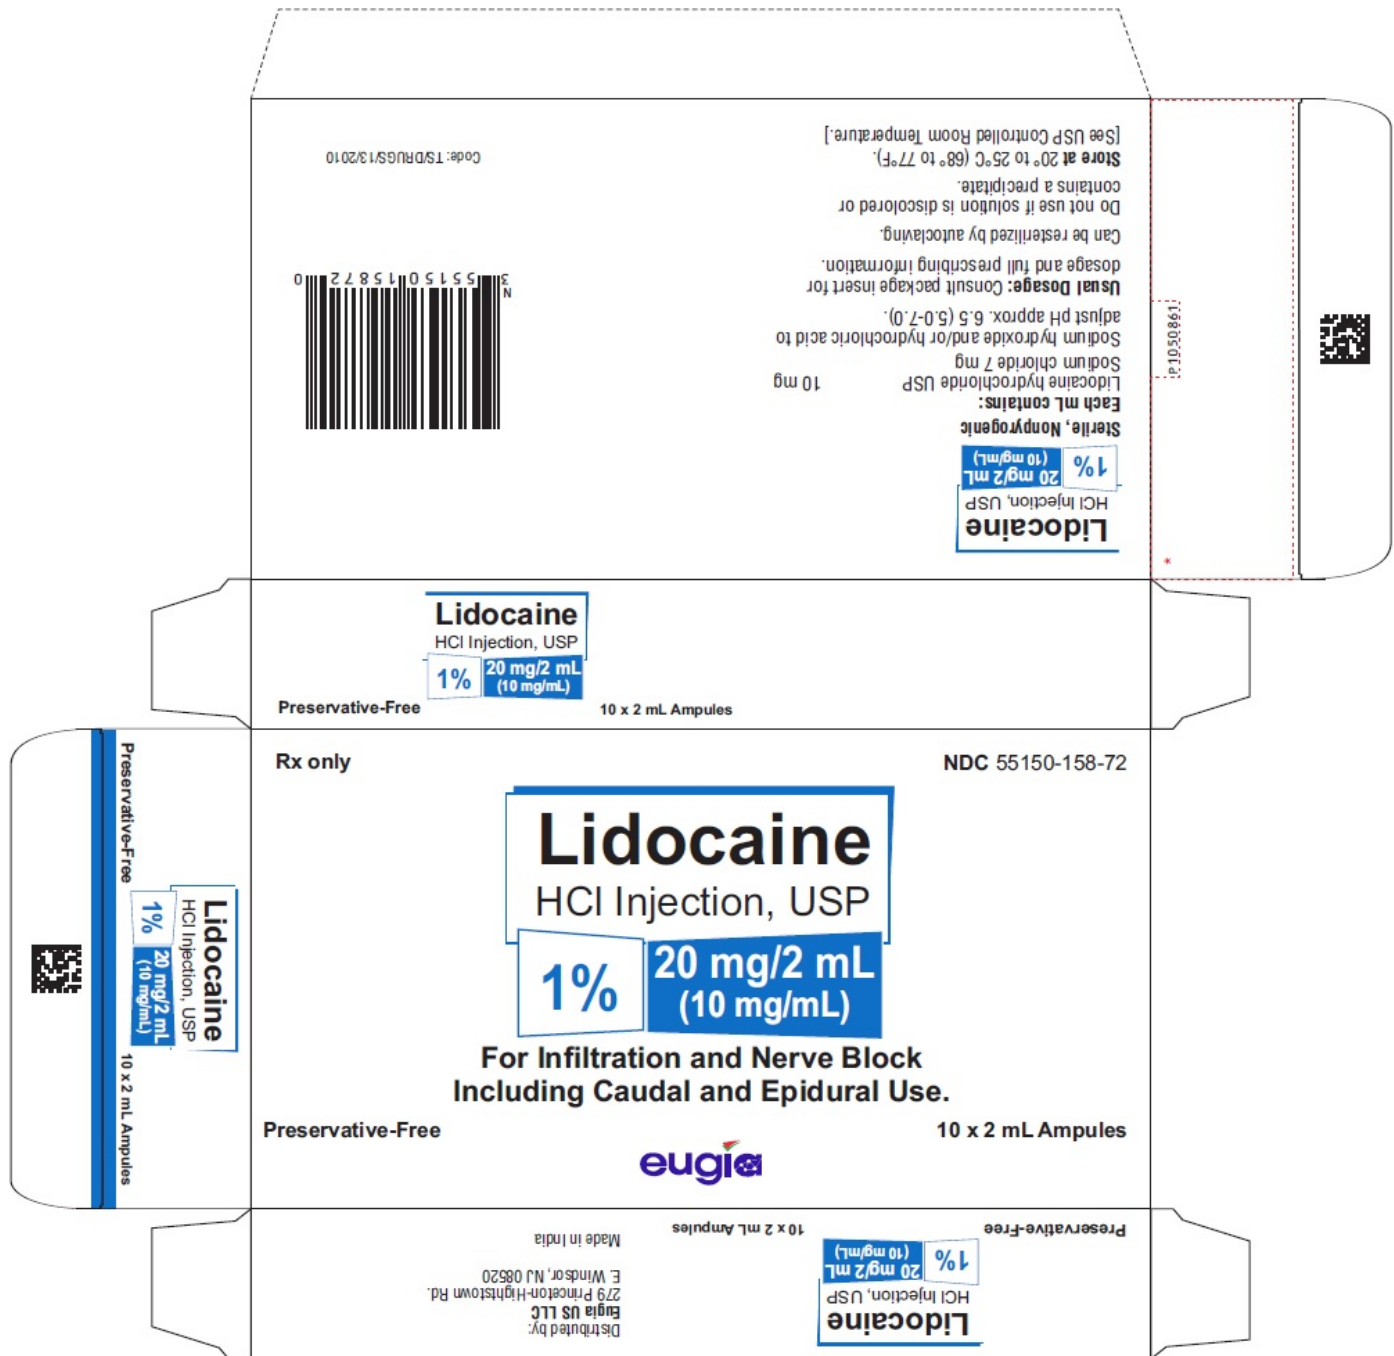 Code: TS/DRUGS/13/2010
N
3 55150 15872 0
Lidocaine
HCl Injection, USP
1%
20 mg/2 mL
(10 mg/mL)
Sterile, Nonpyrogenic
Each mL contains:
Lidocaine hydrochloride USP 10 mg
Sodium chloride 7 mg
Sodium hydroxide and/or hydrochloric acid to
adjust pH approx. 6.5 (5.0-7.0).
Usual Dosage: Consult package insert for
dosage and full prescribing information.
Can be resterilized by autoclaving.
Do not use if solution is discolored or
contains a precipitate.
Store at 20° to 25°C (68° to 77°F).
[See USP Controlled Room Temperature.]
P1050861
*
Lidocaine
HCl Injection, USP
1%
20 mg/2 mL
(10 mg/mL)
Preservative-Free
10 x 2 mL Ampules
Preservative-Free
Lidocaine
HCl Injection, USP
1%
20 mg/2 mL
(10 mg/mL)
10 x 2 mL Ampules
Rx only
NDC 55150-158-72
Lidocaine
HCl Injection, USP
1%
20 mg/2 mL
(10 mg/mL)
For Infiltration and Nerve Block
Including Caudal and Epidural Use.
Preservative-Free
10 x 2 mL Ampules
eugia
Lidocaine
HCl Injection, USP
1%
20 mg/2 mL
(10 mg/mL)
Preservative-Free
10 x 2 mL Ampules
Distributed by:
Eugia US LLC
279 Princeton-Hightstown Rd.
E. Windsor, NJ 08520
Made in India